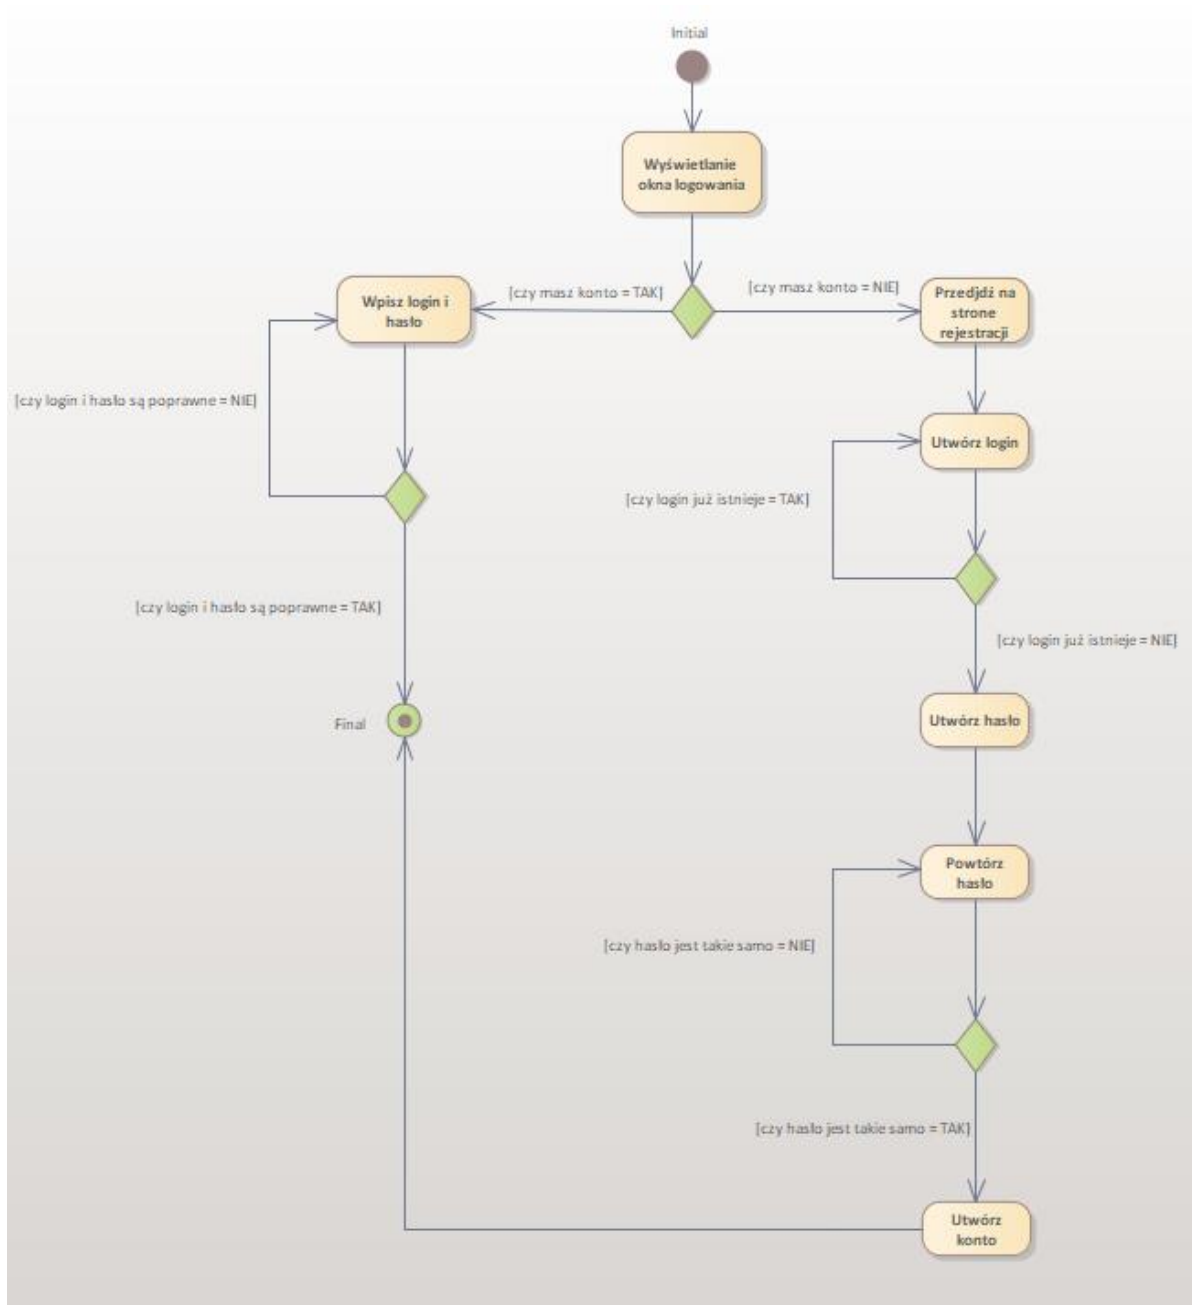 Initial
Wyświetlanie
okna logowania
[czy masz konto = TAK]
[czy masz konto = NIE]
Wpisz login i
hasło
Przedjdź na
strone
rejestracji
[czy login i hasło są poprawne = NIE]
Utwórz login
[czy login już istnieje = TAK]
[czy login i hasło są poprawne = TAK]
[czy login już istnieje = NIE]
Final
Utwórz hasło
Powtórz
hasło
[czy hasło jest takie samo = NIE]
[czy hasło jest takie samo = TAK]
Utwórz
konto